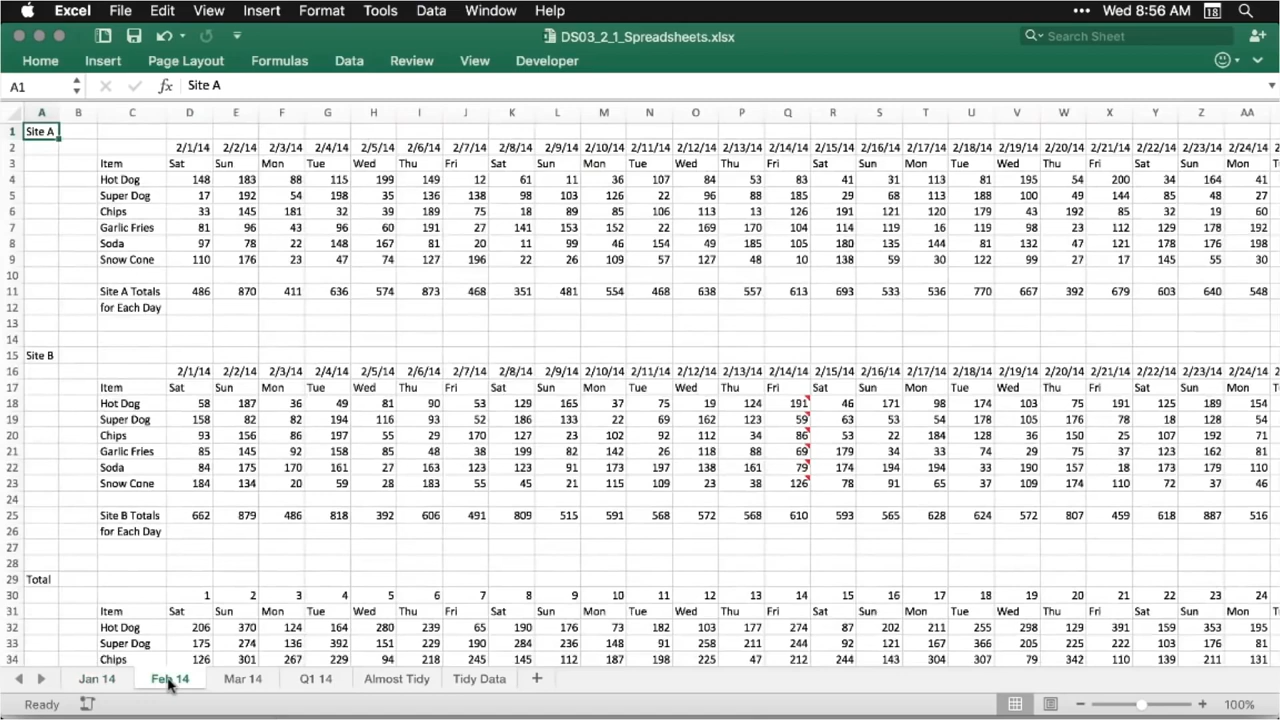 Excel File Edit View Insert Format Tools Data Window Help ••• Wed 8:56 AM 18
DS03_2_1_Spreadsheets.xlsx Search Sheet
Home Insert Page Layout Formulas Data Review View Developer
A1 fx Site A
A B C D E F G H I J K L M N O P Q R S T U V W X Y Z AA
1 Site A
2 2/1/14 2/2/14 2/3/14 2/4/14 2/5/14 2/6/14 2/7/14 2/8/14 2/9/14 2/10/14 2/11/14 2/12/14 2/13/14 2/14/14 2/15/14 2/16/14 2/17/14 2/18/14 2/19/14 2/20/14 2/21/14 2/22/14 2/23/14 2/24/14
3 Item Sat Sun Mon Tue Wed Thu Fri Sat Sun Mon Tue Wed Thu Fri Sat Sun Mon Tue Wed Thu Fri Sat Sun Mon
4 Hot Dog 148 183 88 115 199 149 12 61 11 36 107 84 53 83 41 31 113 81 195 54 200 34 164 41
5 Super Dog 17 192 54 198 35 136 138 98 103 126 22 96 88 185 29 68 113 188 100 49 144 85 48 27
6 Chips 33 145 181 32 39 189 75 18 89 85 106 113 13 126 191 121 120 179 43 192 85 32 19 60
7 Garlic Fries 81 96 43 96 60 191 27 141 153 152 22 169 170 104 114 119 16 119 98 23 112 129 178 192
8 Soda 97 78 22 148 167 81 20 11 99 46 154 49 185 105 180 135 144 81 132 47 121 178 176 198
9 Snow Cone 110 176 23 47 74 127 196 22 26 109 57 127 48 10 138 59 30 122 99 27 17 145 55 30
10
11 Site A Totals 486 870 411 636 574 873 468 351 481 554 468 638 557 613 693 533 536 770 667 392 679 603 640 548
12 for Each Day
13
14
15 Site B
16 2/1/14 2/2/14 2/3/14 2/4/14 2/5/14 2/6/14 2/7/14 2/8/14 2/9/14 2/10/14 2/11/14 2/12/14 2/13/14 2/14/14 2/15/14 2/16/14 2/17/14 2/18/14 2/19/14 2/20/14 2/21/14 2/22/14 2/23/14 2/24/14
17 Item Sat Sun Mon Tue Wed Thu Fri Sat Sun Mon Tue Wed Thu Fri Sat Sun Mon Tue Wed Thu Fri Sat Sun Mon
18 Hot Dog 58 187 36 49 81 90 53 129 165 37 75 19 124 191 46 171 98 174 103 75 191 125 189 154
19 Super Dog 158 82 82 194 116 93 52 186 133 22 69 162 123 59 63 53 54 155 123 176 78 18 128 54
20 Chips 93 156 86 197 55 29 170 127 23 102 92 112 34 86 53 22 184 128 36 150 25 107 192 71
21 Garlic Fries 85 145 92 158 85 48 38 199 82 142 26 118 88 69 179 34 33 74 29 75 37 123 162 81
22 Soda 84 175 170 161 27 163 123 123 91 173 197 138 161 79 174 194 194 33 190 157 18 173 179 110
23 Snow Cone 184 134 20 59 28 183 55 45 21 115 109 23 38 126 78 91 65 37 109 174 110 72 37 46
24
25 Site B Totals 662 879 486 818 392 606 491 809 515 591 568 572 568 610 593 565 628 624 572 807 459 618 887 516
26 for Each Day
27
28
29 Total
30 1 2 3 4 5 6 7 8 9 10 11 12 13 14 15 16 17 18 19 20 21 22 23 24
31 Item Sat Sun Mon Tue Wed Thu Fri Sat Sun Mon Tue Wed Thu Fri Sat Sun Mon Tue Wed Thu Fri Sat Sun Mon
32 Hot Dog 206 370 124 164 280 239 65 190 176 73 182 103 177 274 87 202 211 255 298 129 391 159 353 195
33 Super Dog 175 274 136 392 151 229 190 284 236 148 91 258 211 244 92 121 167 366 205 225 222 103 176 81
34 Chips 126 301 267 229 94 218 245 145 112 187 198 225 47 212 244 143 304 307 79 342 110 139 211 131
Jan 14 Feb 14 Mar 14 Q1 14 Almost Tidy Tidy Data +
Ready 100%